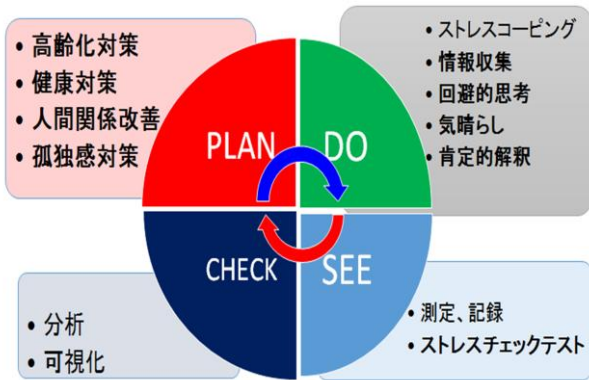 • 高齢化対策
• 健康対策
• 人間関係改善
• 孤独感対策
PLAN
DO
• ストレスコーピング
• 情報収集
• 回避的思考
• 気晴らし
• 肯定的解釈
CHECK
SEE
• 分析
• 可視化
• 測定、記録
• ストレスチェックテスト